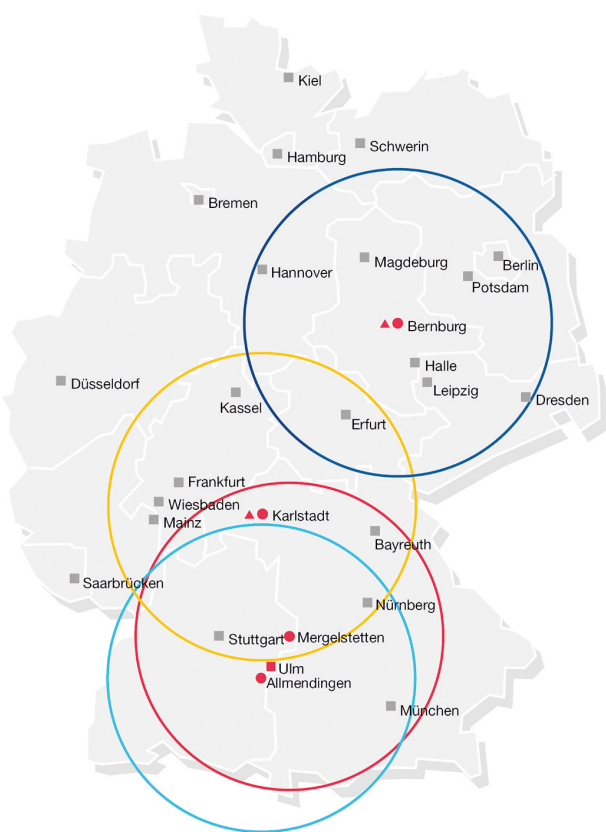 Kiel
Schwerin
Hamburg
Bremen
Magdeburg
Berlin
Hannover
Potsdam
Bernburg
Halle
Düsseldorf
Leipzig
Kassel
Dresden
Erfurt
Frankfurt
Wiesbaden
Karlstadt
Mainz
Bayreuth
Saarbrücken
Nürnberg
Stuttgart
Mergelstetten
Ulm
Allmendingen
München